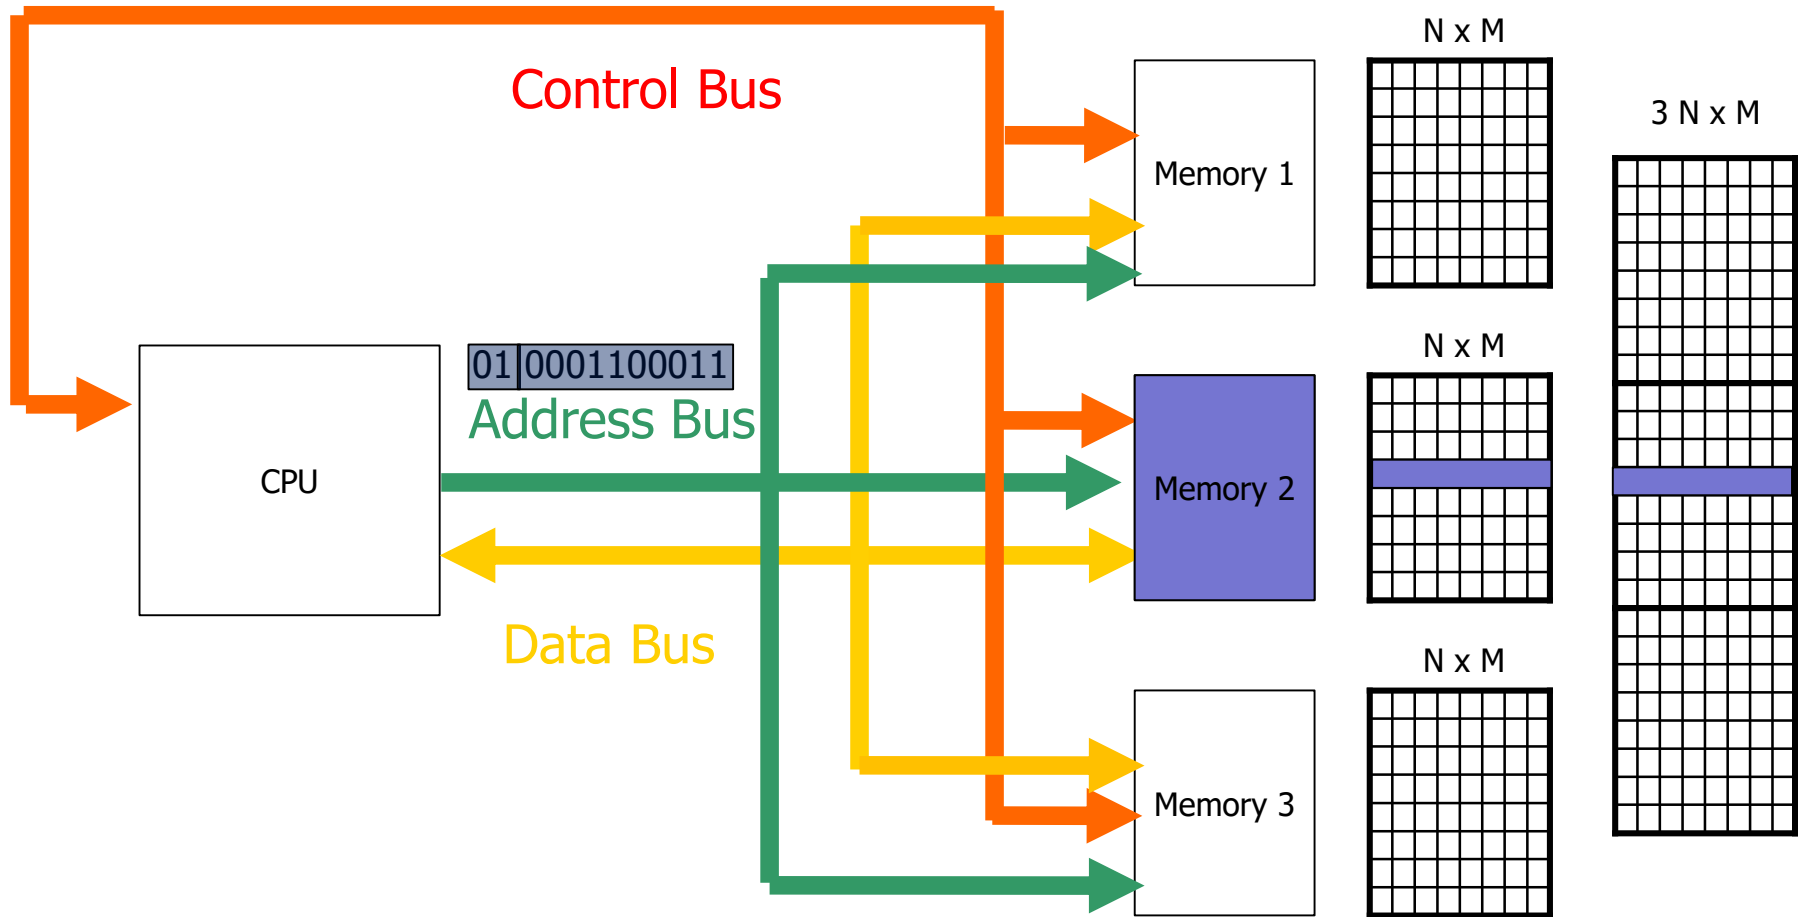 N x M
Control Bus
3 N x M
Memory 1
01 0001100011
N x M
Address Bus
CPU
Memory 2
Data Bus
N x M
Memory 3